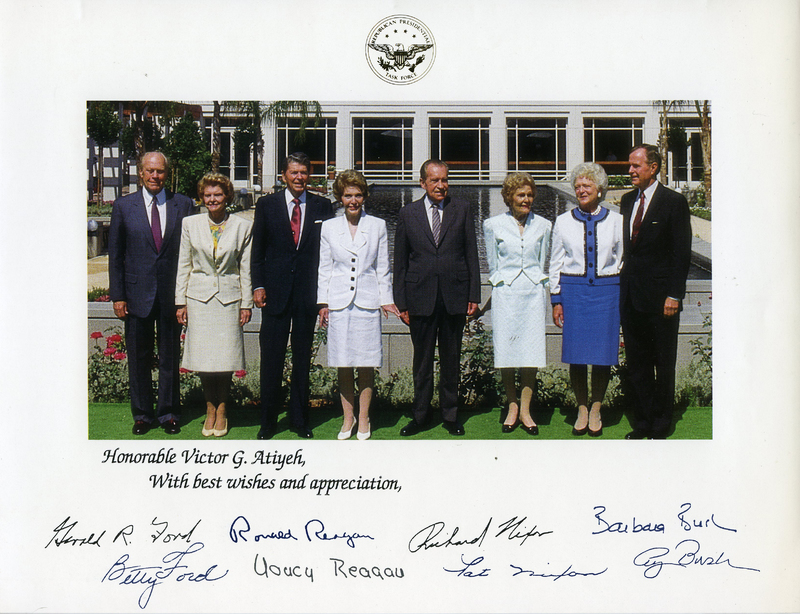 REPUBLICAN PRESIDENTIAL
TASK FORCE
Honorable Victor G. Atiyeh,
With best wishes and appreciation,
Gerald R. Ford Ronald Reagan Richard Nixon Barbara Bush
Betty Ford Nancy Reagan Pat Nixon Bush